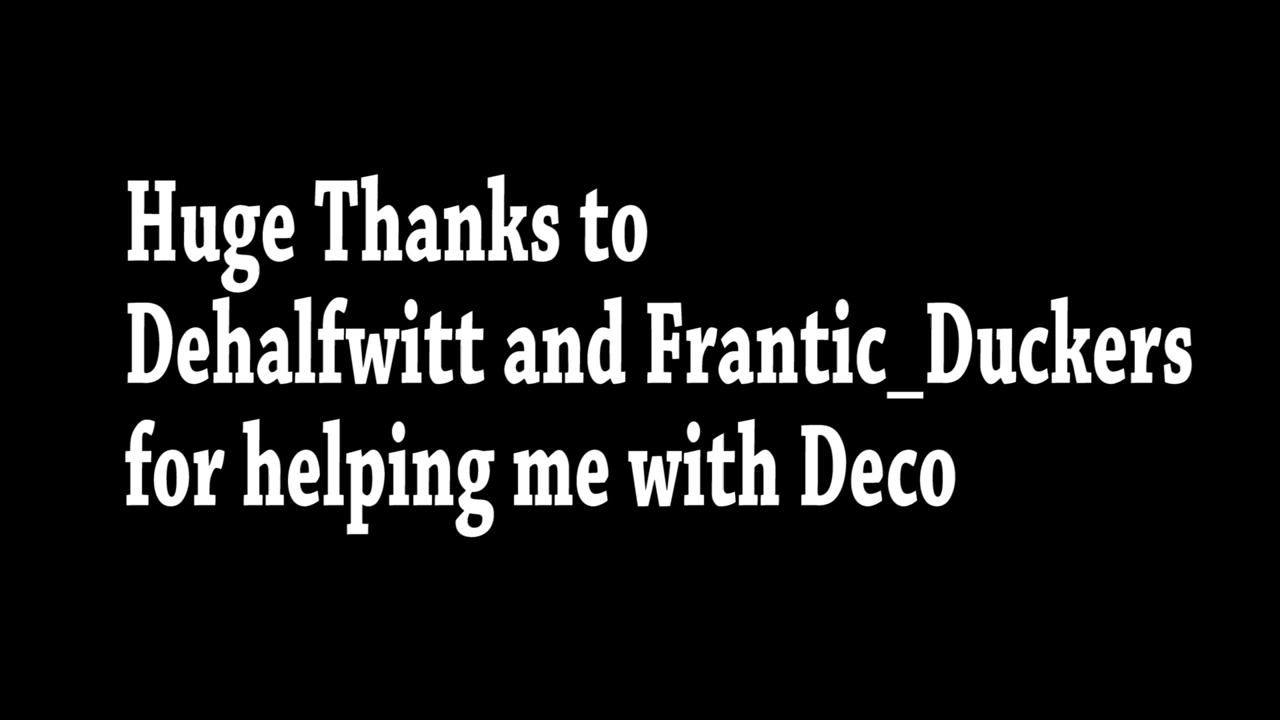 Huge Thanks to
Dehalfwitt and Frantic_Duckers
for helping me with Deco